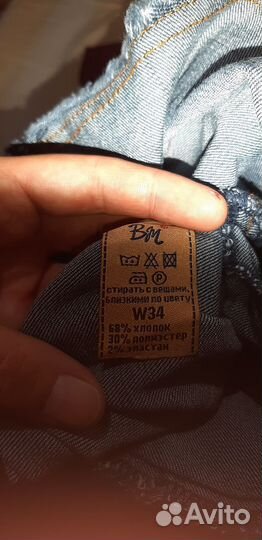 BM
стирать с вещами,
близкими по цвету
W34
68% хлопок
30% полиэстер
2% эластан
Avito